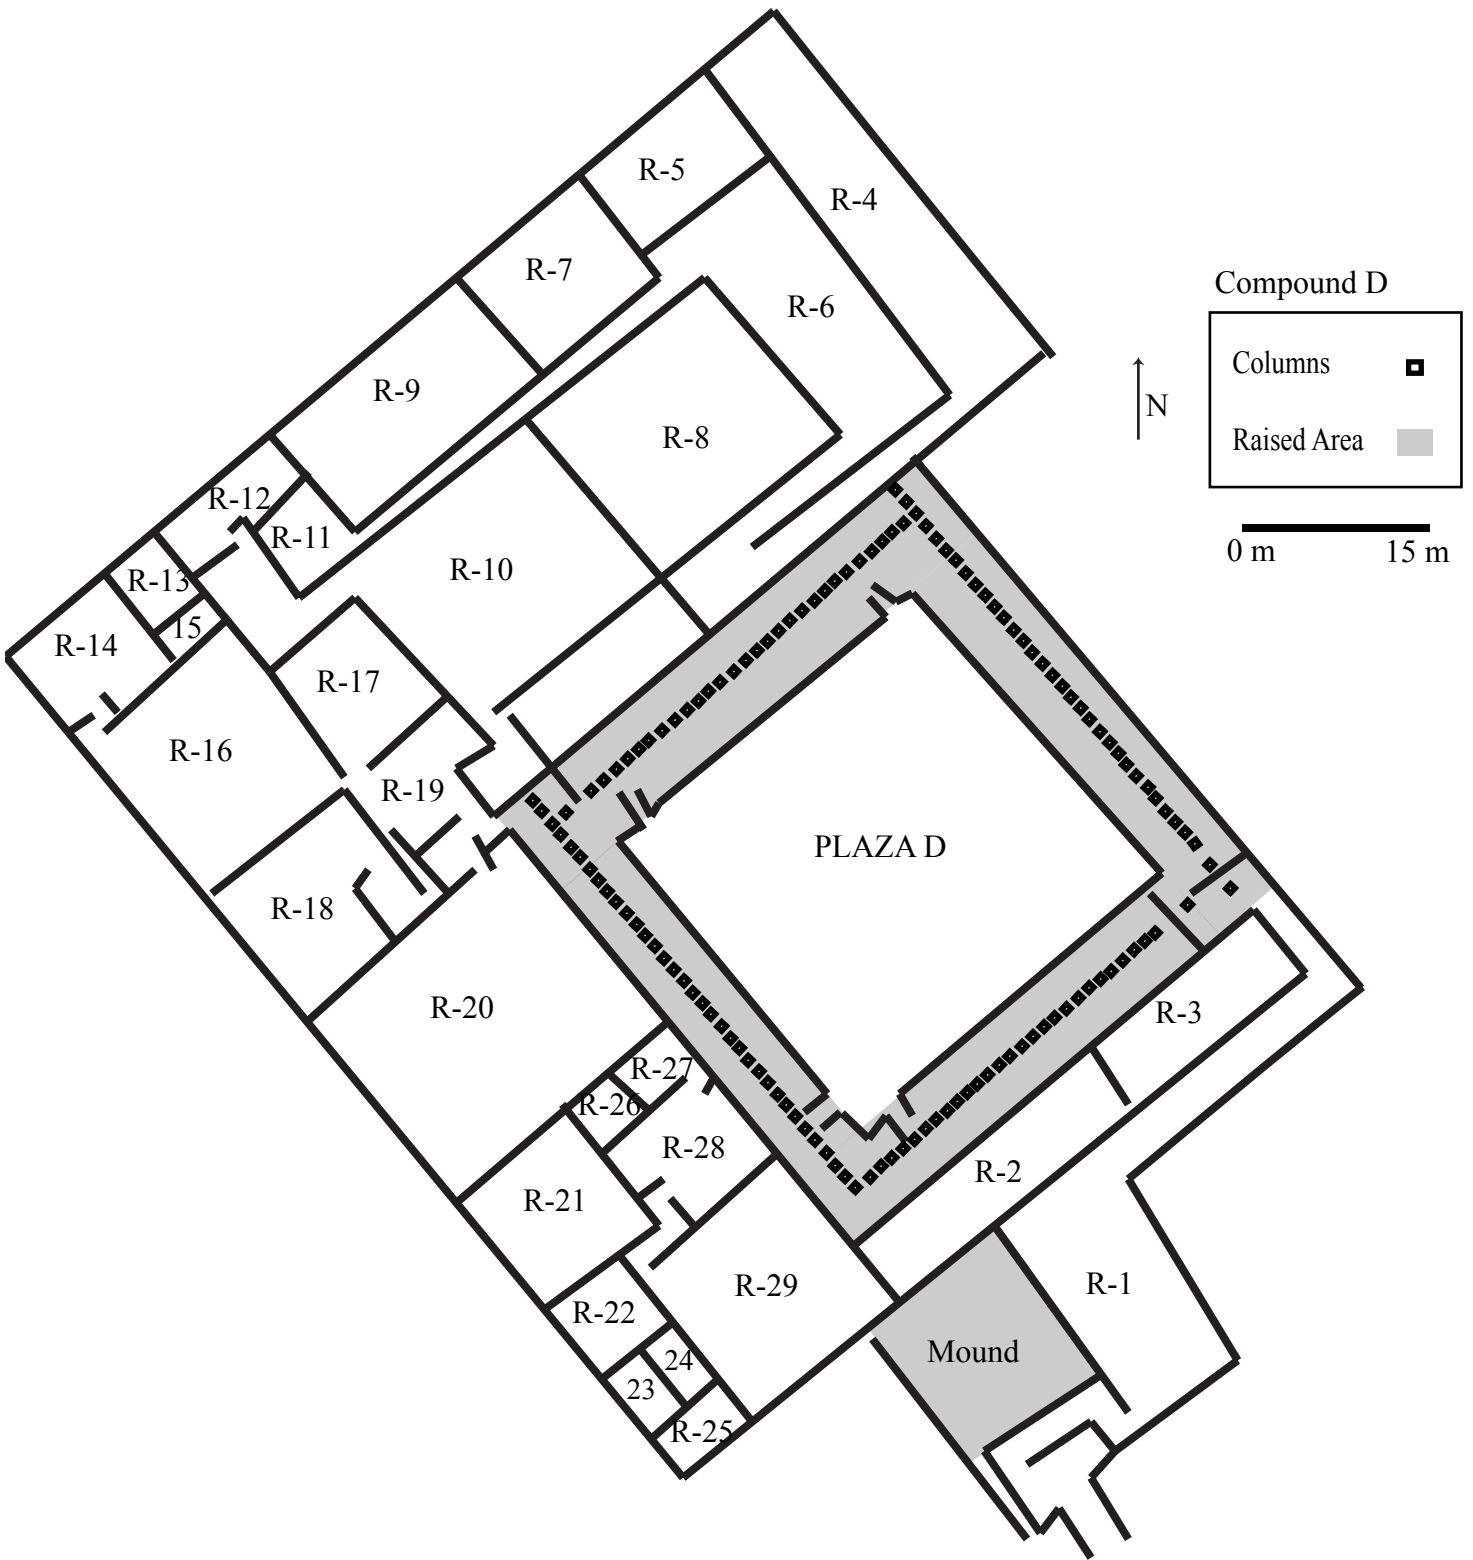 R-5
R-4
R-7
R-6
Compound D
Columns
Raised Area
N
0 m
15 m
R-9
R-8
R-12
R-11
R-10
R-13
15
R-14
R-17
R-16
R-19
PLAZA D
R-18
R-20
R-3
R-27
R-26
R-28
R-2
R-21
R-29
R-1
R-22
Mound
24
23
R-25